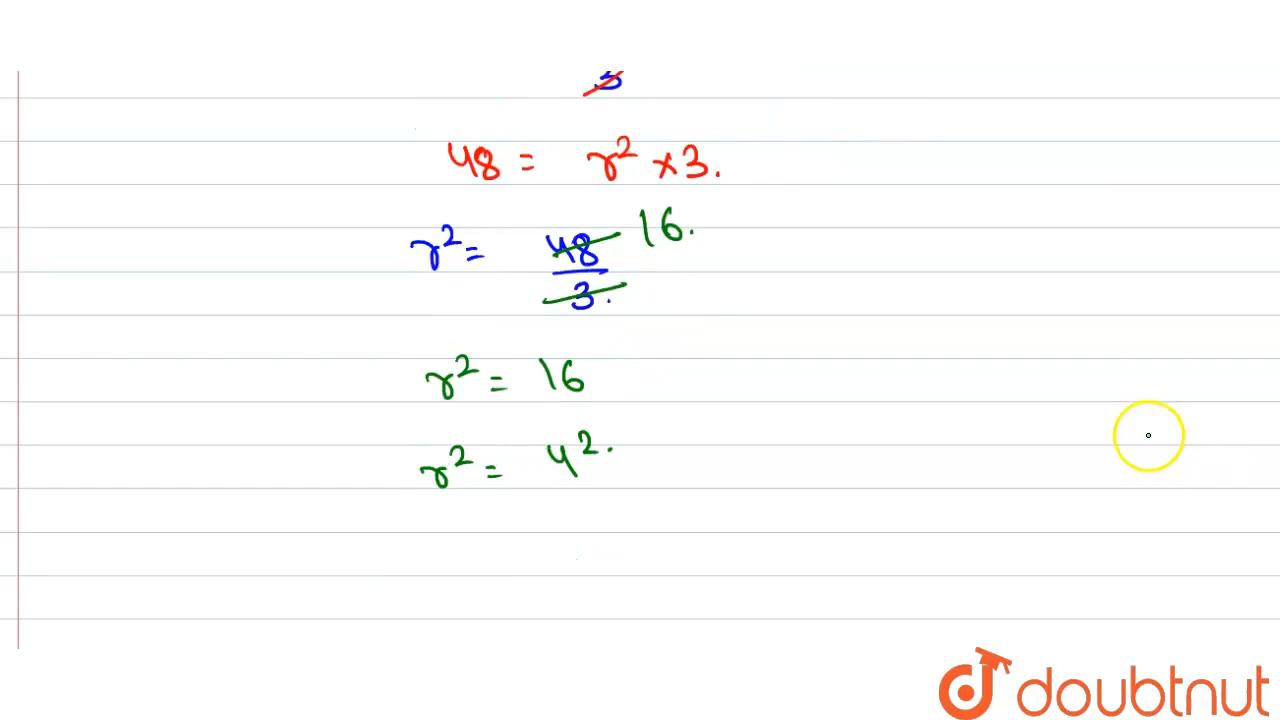 48 = r² × 3.
r² = 48/3. 16.
r² = 16
r² = 4².
doubtnut